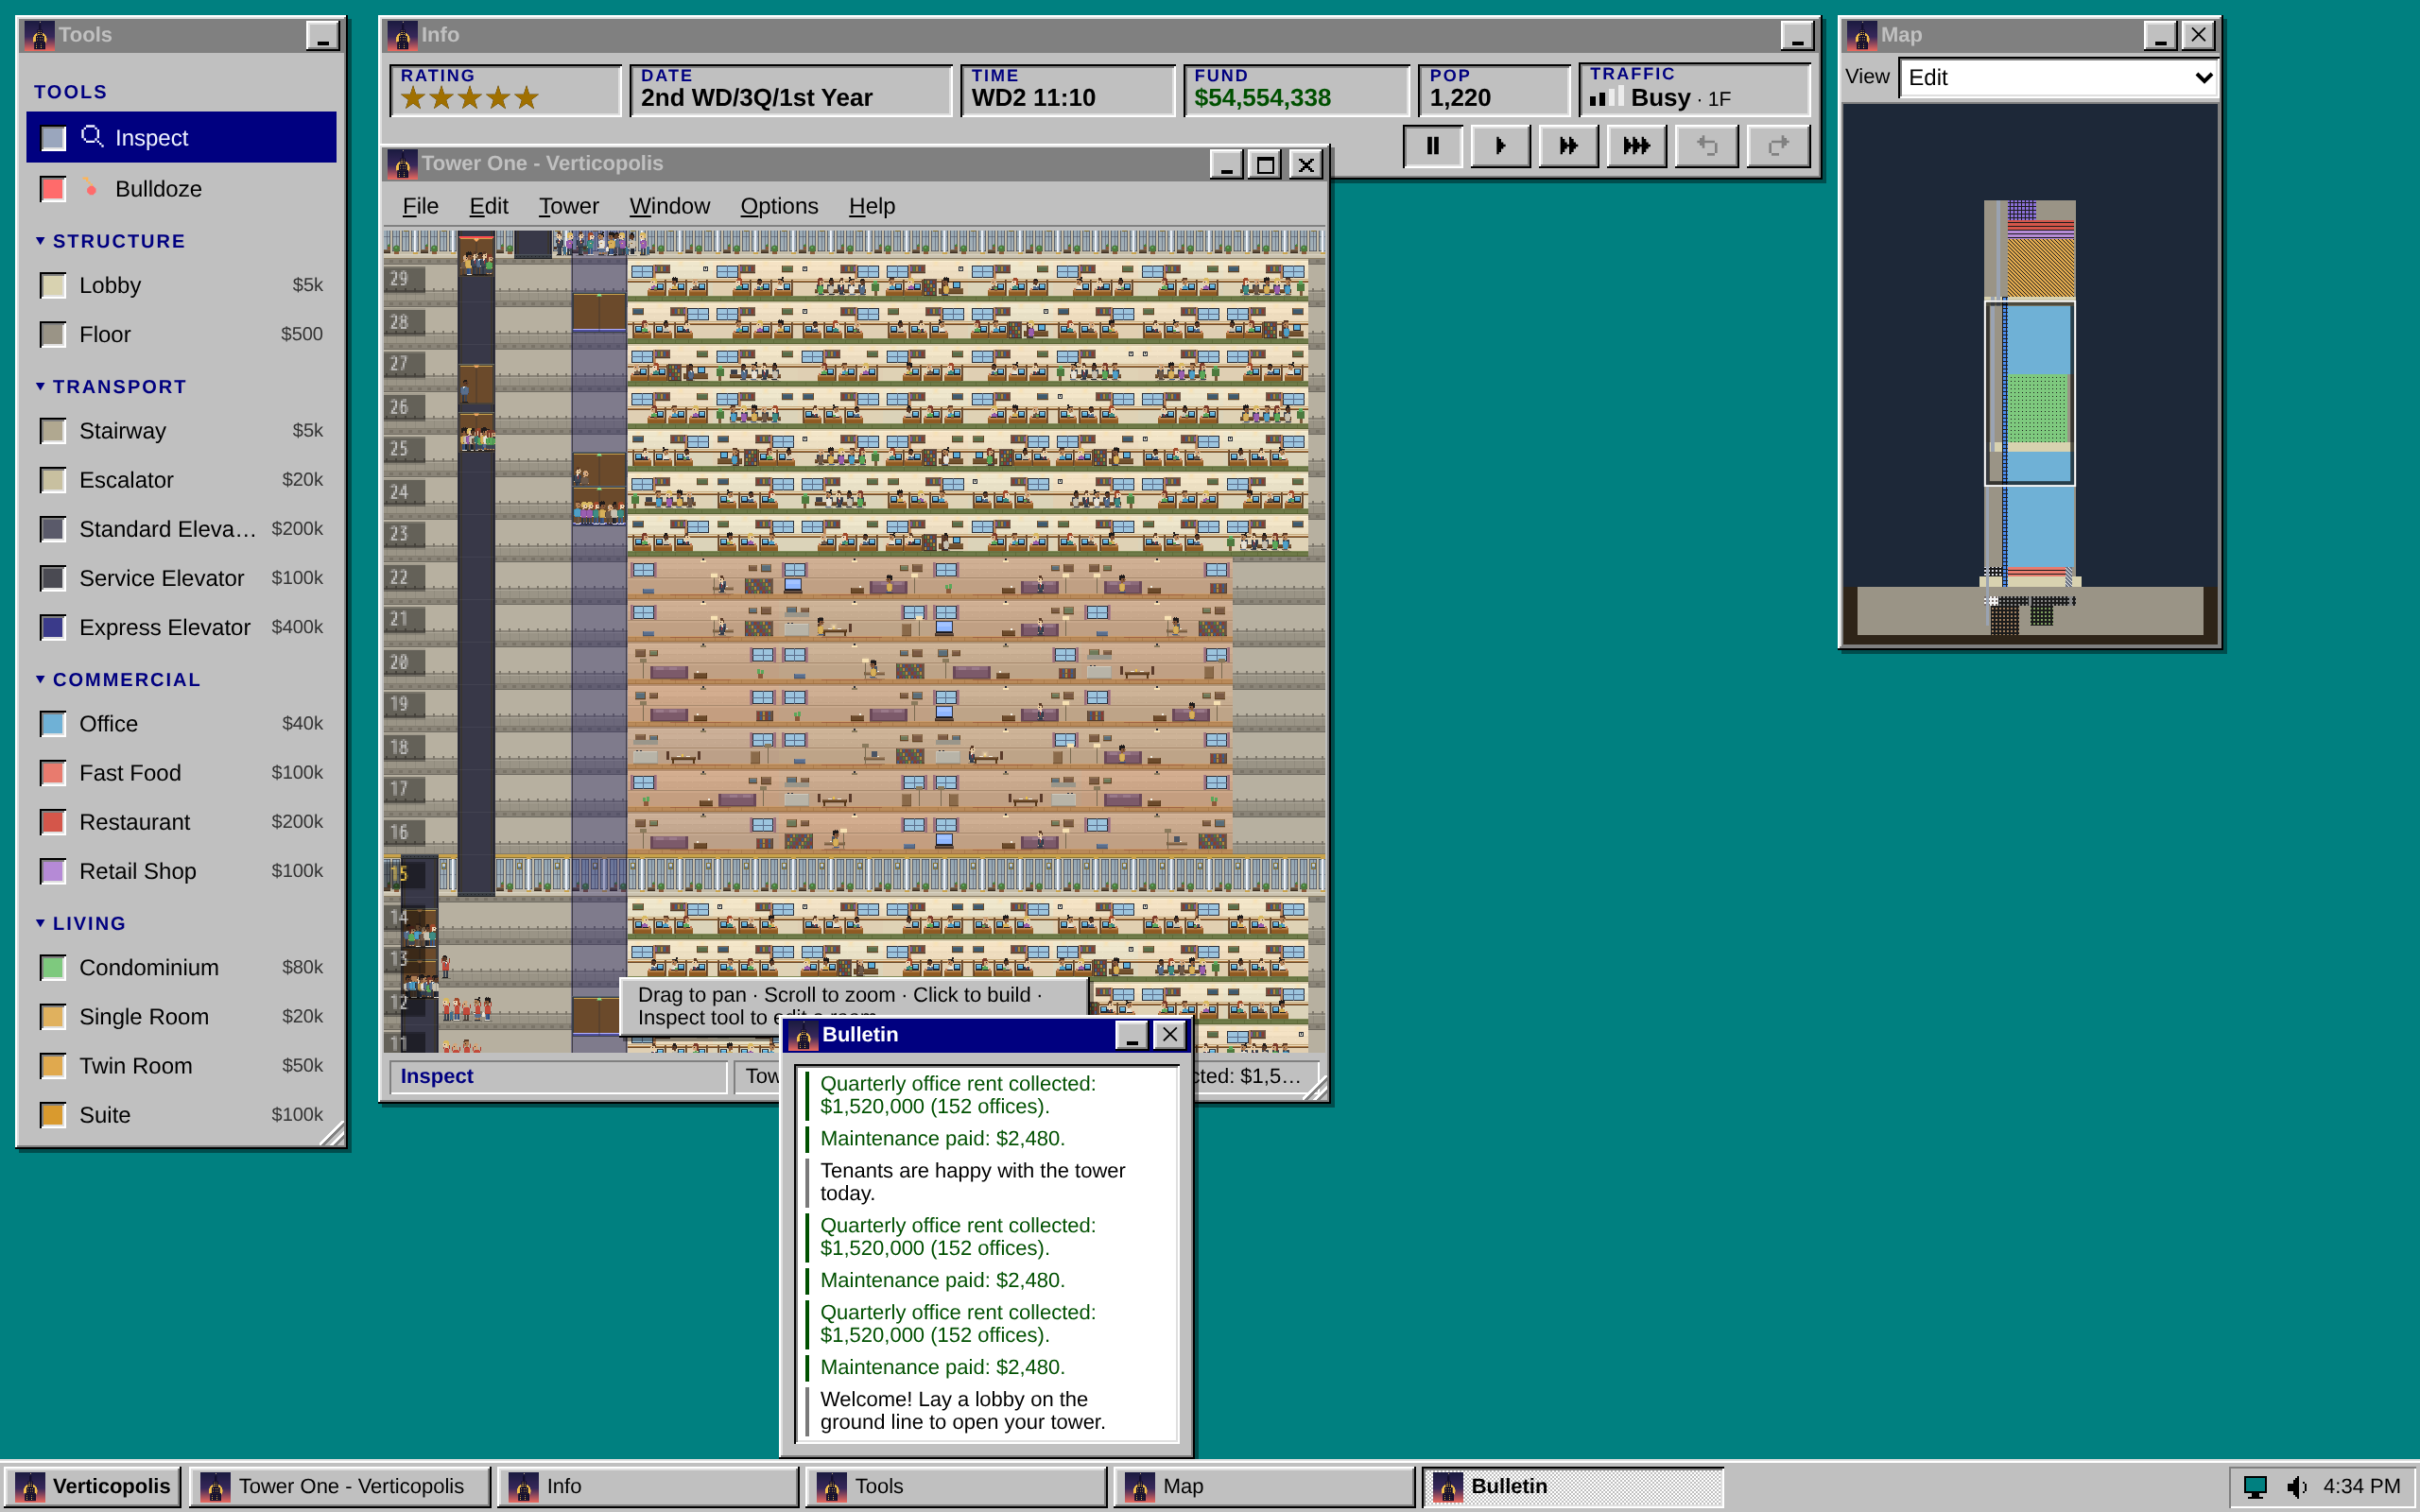 Tools
TOOLS
Inspect
Bulldoze
STRUCTURE
Lobby $5k
Floor $500
TRANSPORT
Stairway $5k
Escalator $20k
Standard Eleva… $200k
Service Elevator $100k
Express Elevator $400k
COMMERCIAL
Office $40k
Fast Food $100k
Restaurant $200k
Retail Shop $100k
LIVING
Condominium $80k
Single Room $20k
Twin Room $50k
Suite $100k
Info
RATING
DATE
2nd WD/3Q/1st Year
TIME
WD2 11:10
FUND
$54,554,338
POP
1,220
TRAFFIC
Busy · 1F
Tower One - Verticopolis
File Edit Tower Window Options Help
29
28
27
26
25
24
23
22
21
20
19
18
17
16
15
14
13
12
11
Drag to pan · Scroll to zoom · Click to build ·
Inspect tool to edit a room
Inspect
Tow
cted: $1,5…
Bulletin
Quarterly office rent collected:
$1,520,000 (152 offices).
Maintenance paid: $2,480.
Tenants are happy with the tower
today.
Quarterly office rent collected:
$1,520,000 (152 offices).
Maintenance paid: $2,480.
Quarterly office rent collected:
$1,520,000 (152 offices).
Maintenance paid: $2,480.
Welcome! Lay a lobby on the
ground line to open your tower.
Map
View Edit
Verticopolis
Tower One - Verticopolis
Info
Tools
Map
Bulletin
4:34 PM